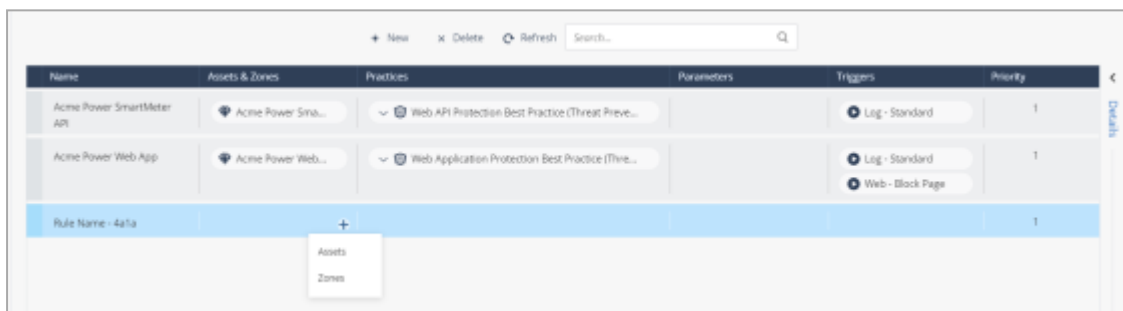 New Delete Refresh Search...
Name Assets & Zones Practices Parameters Triggers Priority
Acme Power SmartMeter API Acme Power Sma... Web API Protection Best Practice (Threat Preve... Log - Standard 1
Acme Power Web App Acme Power Web... Web Application Protection Best Practice (Thre... Log - Standard 1
Web - Block Page
Rule Name - 4a1a 1
Assets
Zones
Details